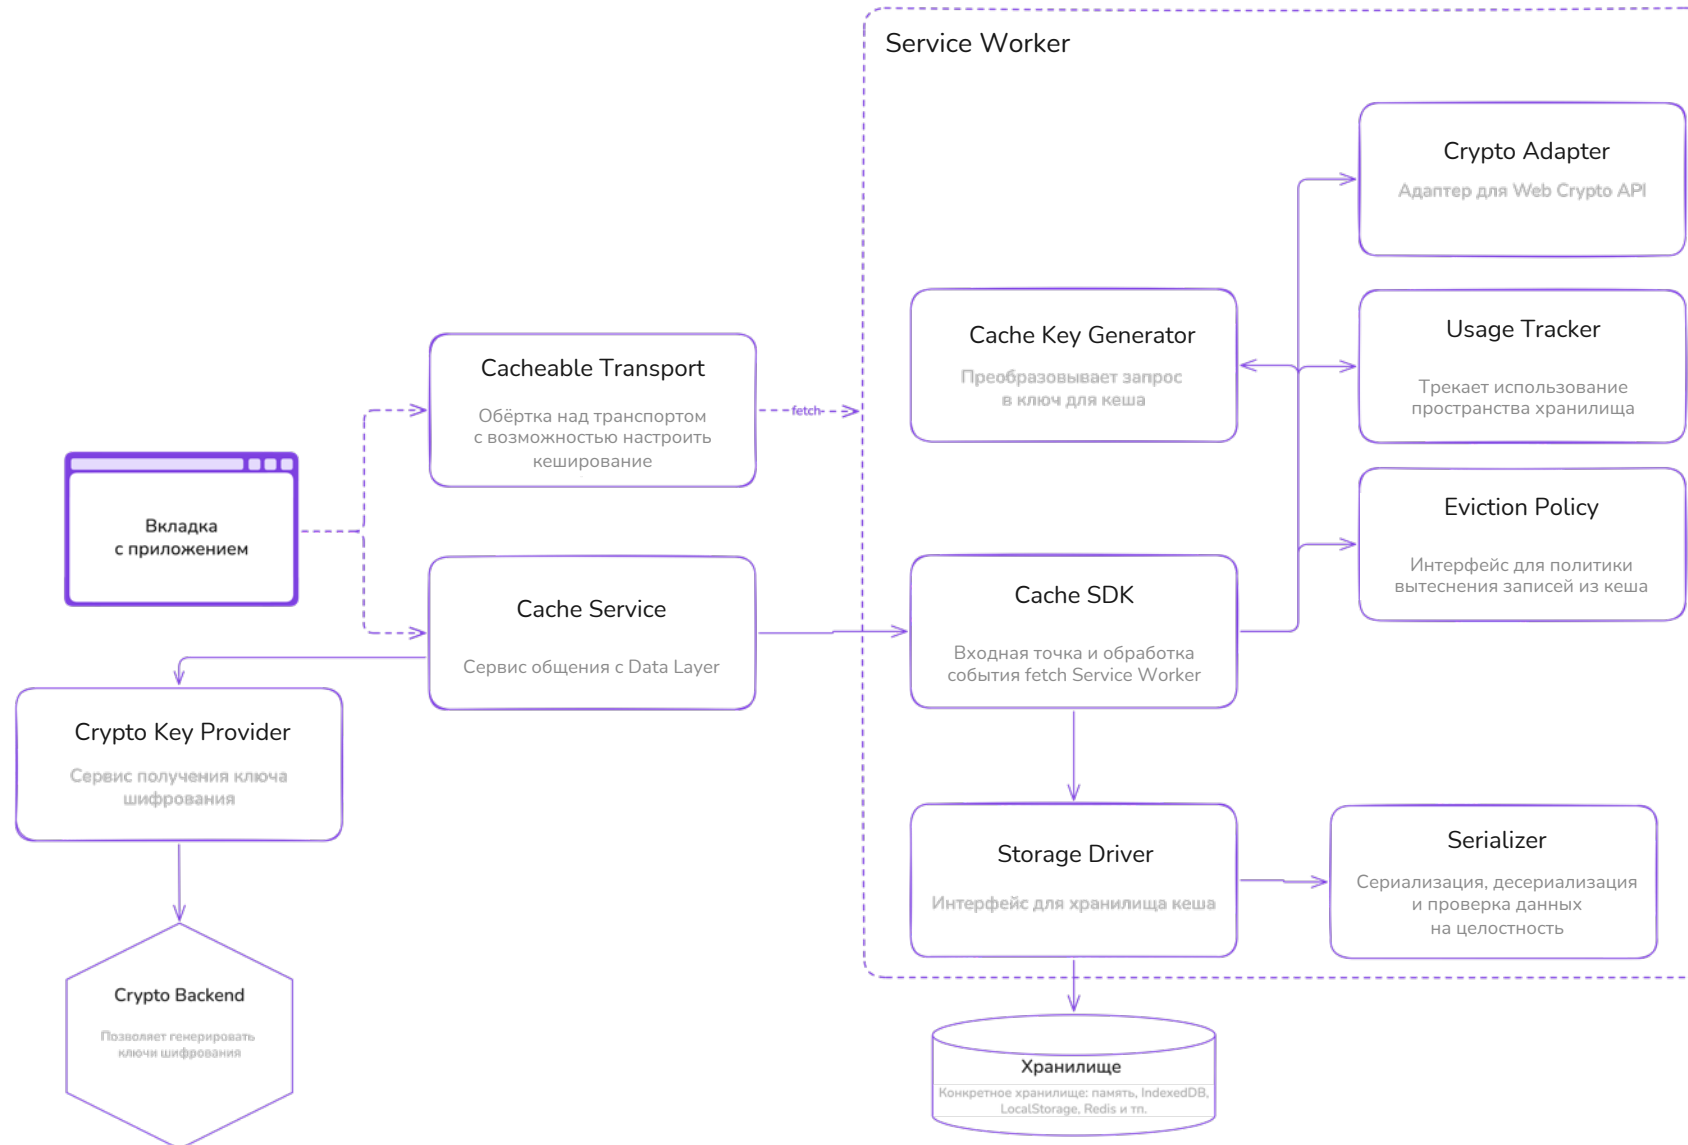 Service Worker
Crypto Adapter
Адаптер для Web Crypto API
Cache Key Generator
Преобразовывает запрос
в ключ для кеша
Usage Tracker
Трекает использование
пространства хранилища
Cacheable Transport
Обёртка над транспортом
с возможностью настроить
кеширование
fetch
Eviction Policy
Интерфейс для политики
вытеснения записей из кеша
Вкладка
с приложением
Cache Service
Сервис общения с Data Layer
Cache SDK
Входная точка и обработка
события fetch Service Worker
Crypto Key Provider
Сервис получения ключа
шифрования
Storage Driver
Интерфейс для хранилища кеша
Serializer
Сериализация, десериализация
и проверка данных
на целостность
Crypto Backend
Позволяет генерировать
ключи шифрования
Хранилище
Конкретное хранилище: память, IndexedDB,
LocalStorage, Redis и тп.